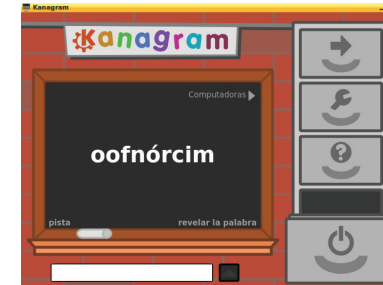 Kanagram
Kanagram
Computadoras
oofnórcim
pista
revelar la palabra